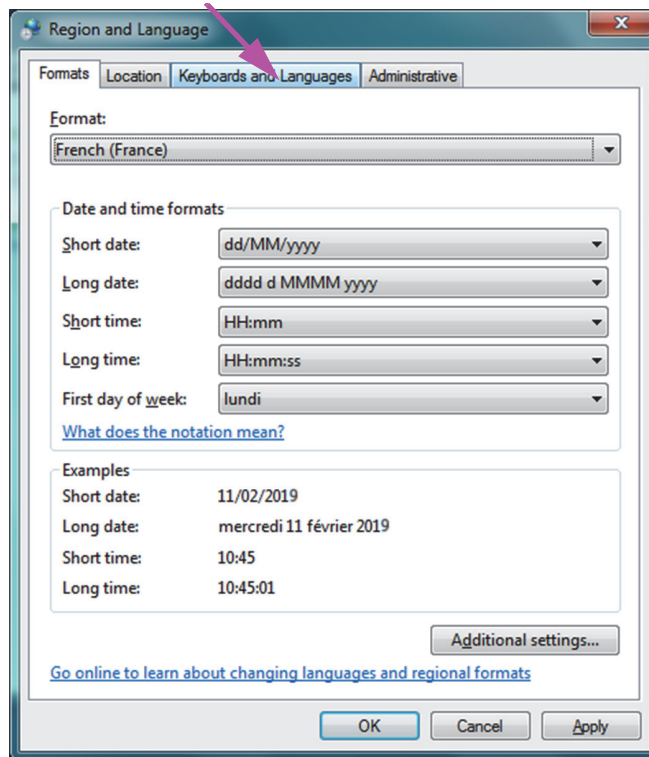 Region and Language
Formats Location Keyboards and Languages Administrative
Format:
French (France)
Date and time formats
Short date: dd/MM/yyyy
Long date: dddd d MMMM yyyy
Short time: HH:mm
Long time: HH:mm:ss
First day of week: lundi
What does the notation mean?
Examples
Short date: 11/02/2019
Long date: mercredi 11 février 2019
Short time: 10:45
Long time: 10:45:01
Additional settings...
Go online to learn about changing languages and regional formats
OK Cancel Apply